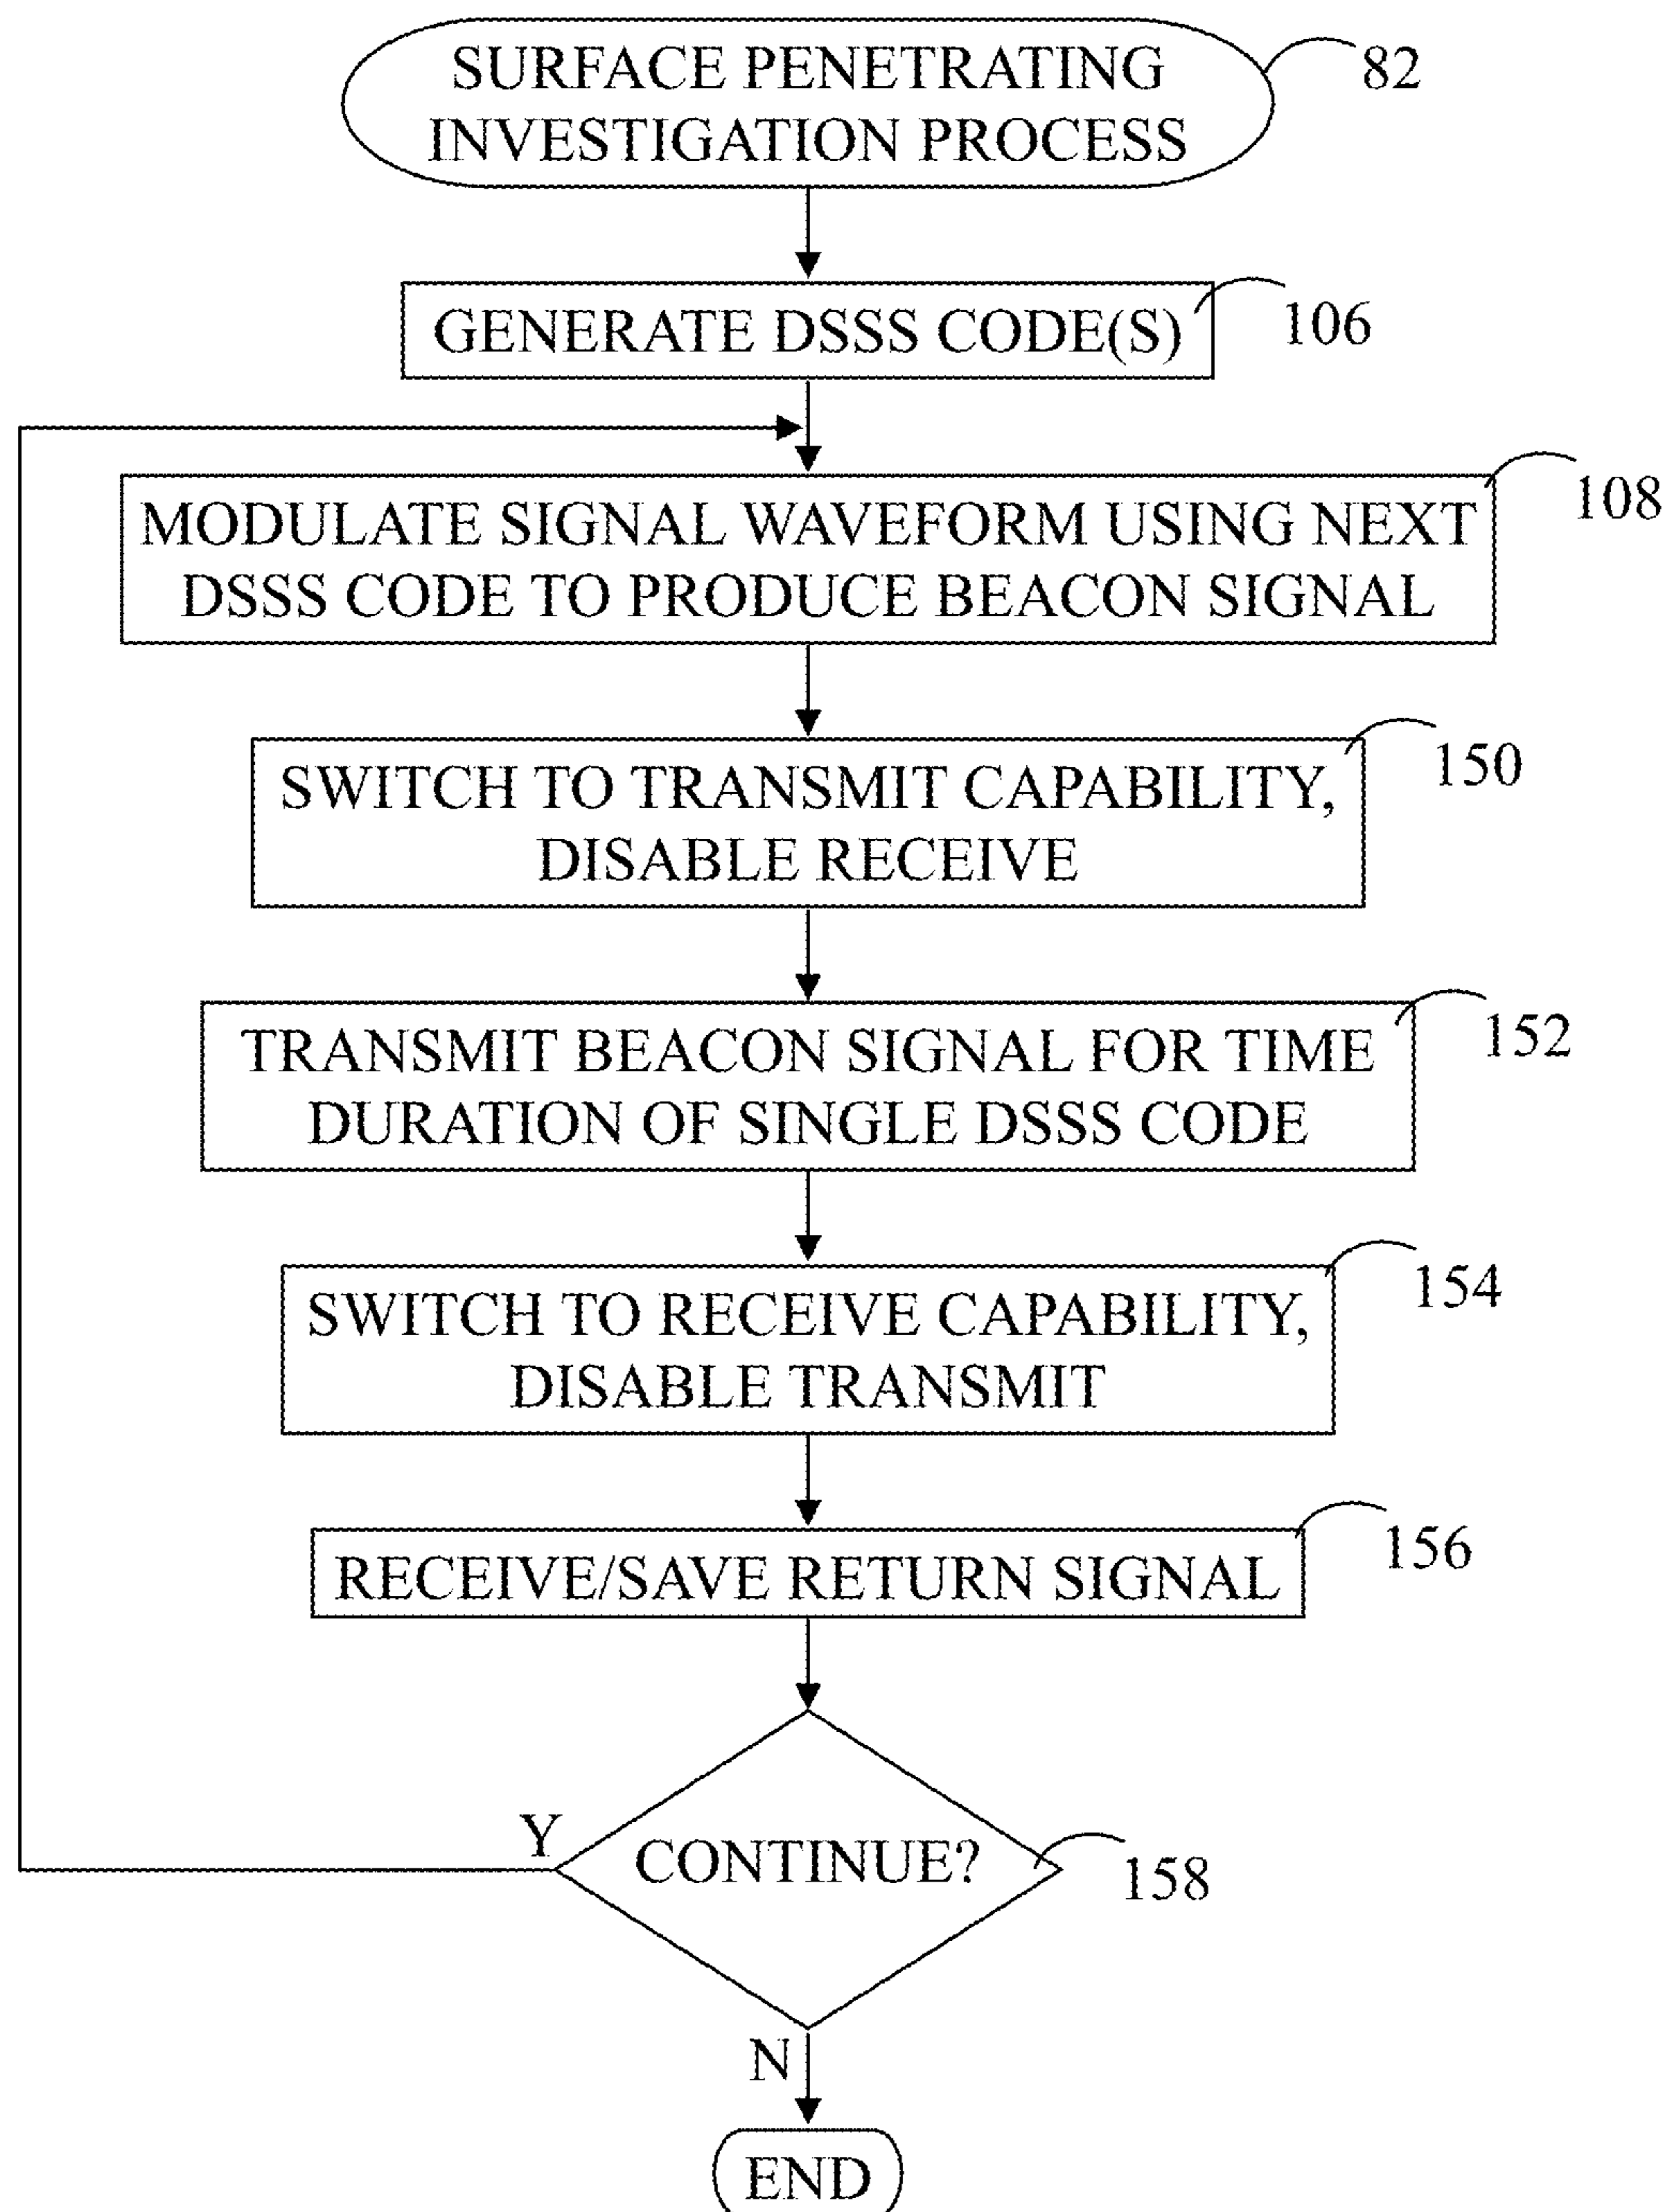 SURFACE PENETRATING
INVESTIGATION PROCESS
82
GENERATE DSSS CODE(S)
106
MODULATE SIGNAL WAVEFORM USING NEXT
DSSS CODE TO PRODUCE BEACON SIGNAL
108
SWITCH TO TRANSMIT CAPABILITY,
DISABLE RECEIVE
150
TRANSMIT BEACON SIGNAL FOR TIME
DURATION OF SINGLE DSSS CODE
152
SWITCH TO RECEIVE CAPABILITY,
DISABLE TRANSMIT
154
RECEIVE/SAVE RETURN SIGNAL
156
Y
CONTINUE?
158
N
END